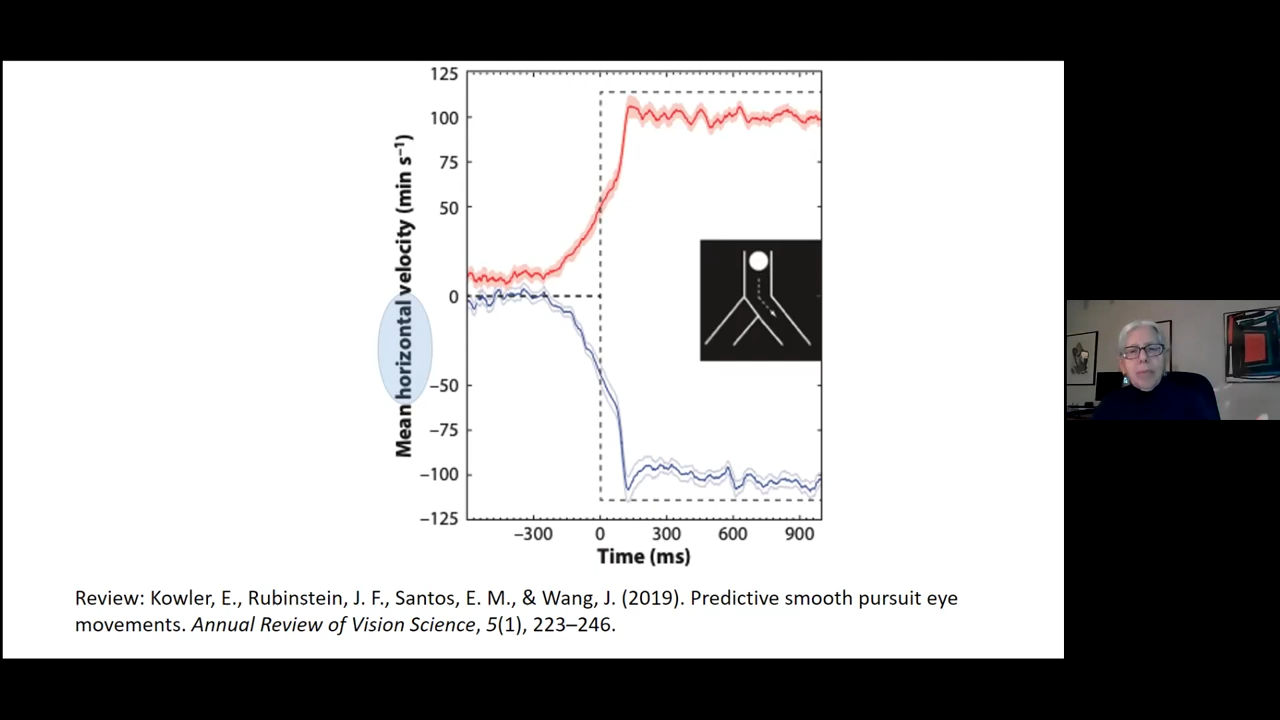 125
100
75
50
0
−50
−75
−100
−125
Mean horizontal velocity (min s⁻¹)
−300 0 300 600 900
Time (ms)
Review: Kowler, E., Rubinstein, J. F., Santos, E. M., & Wang, J. (2019). Predictive smooth pursuit eye
movements. Annual Review of Vision Science, 5(1), 223–246.